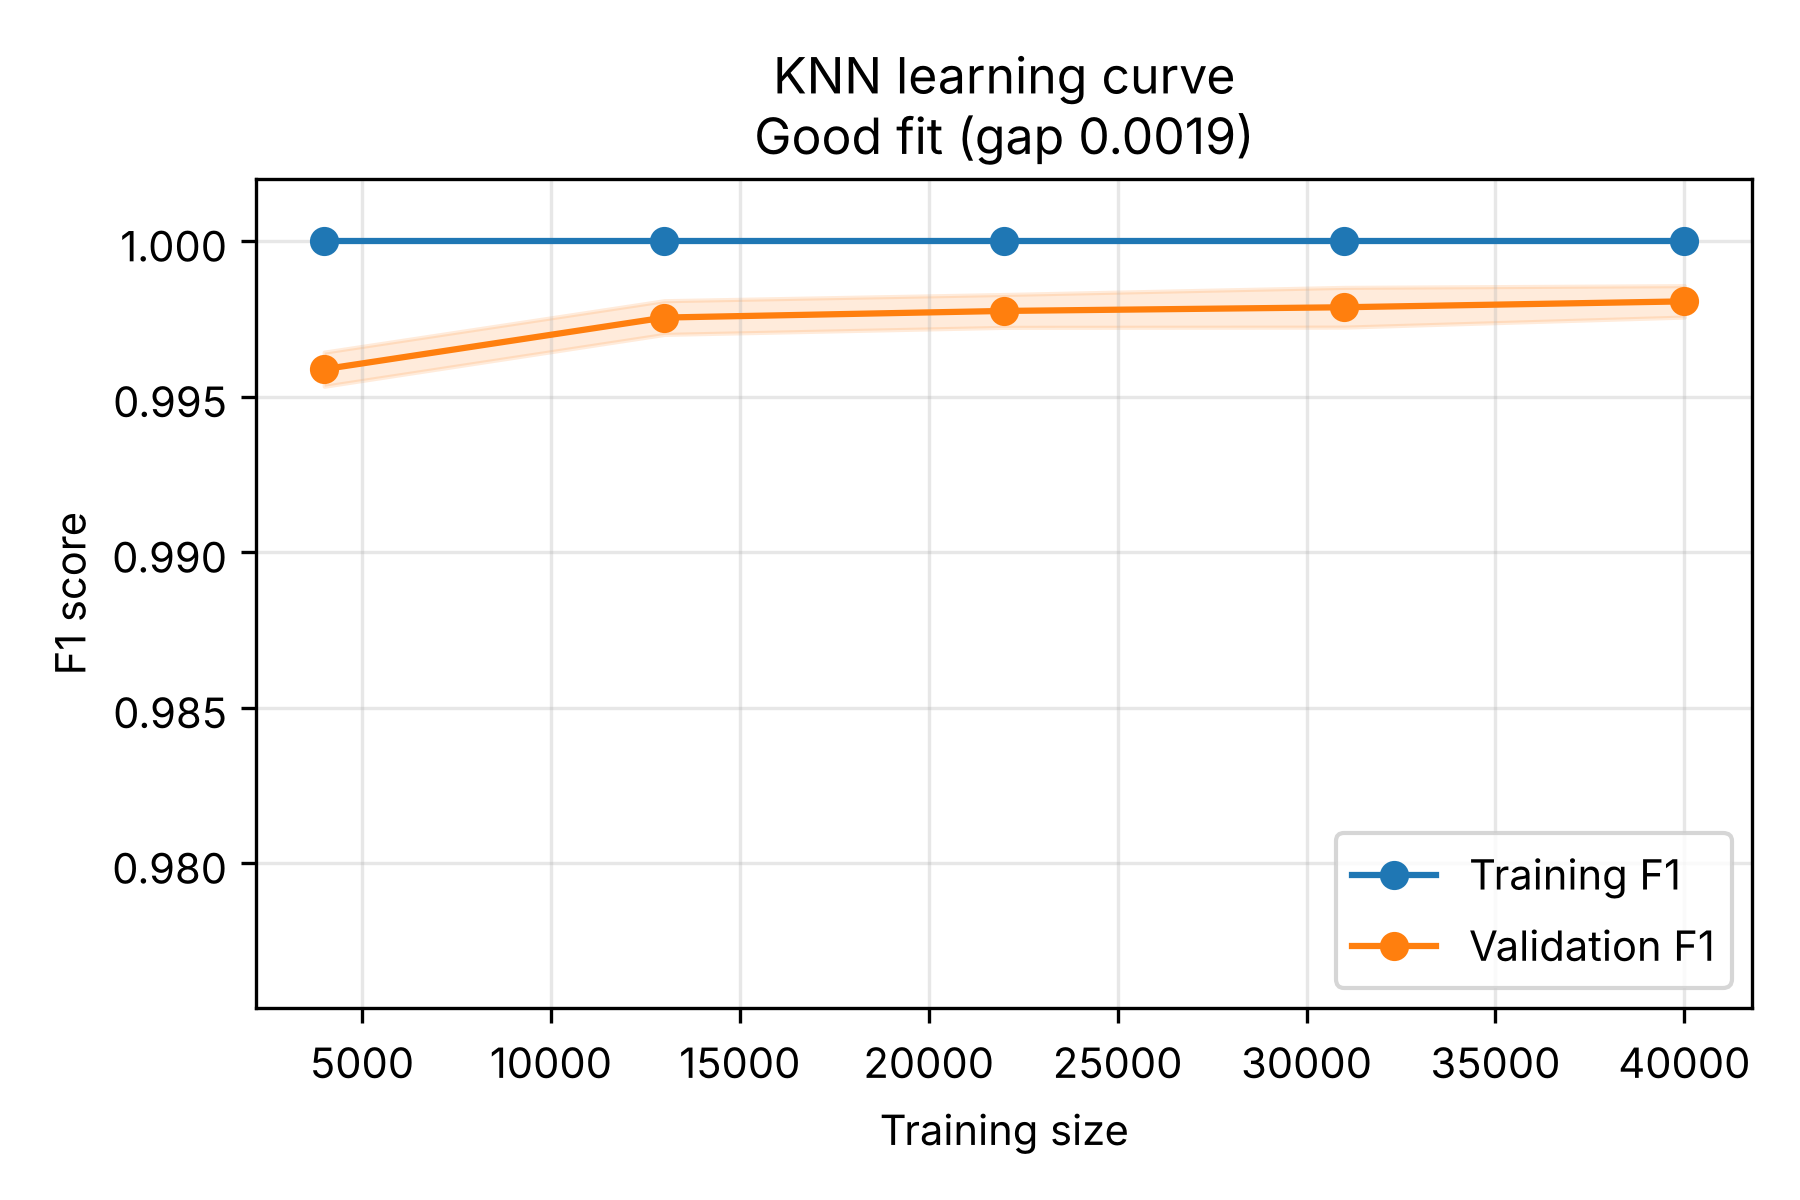 KNN learning curve
Good fit (gap 0.0019)
1.000
0.995
0.990
0.985
0.980
F1 score
5000 10000 15000 20000 25000 30000 35000 40000
Training size
Training F1
Validation F1